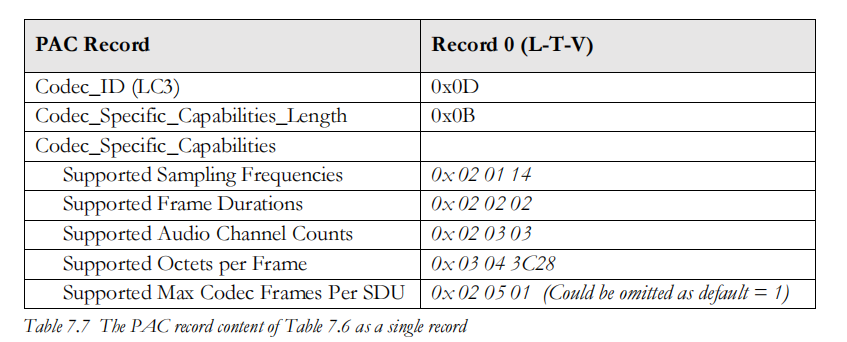 PAC Record Record 0 (L-T-V)
Codec_ID (LC3) 0x0D
Codec_Specific_Capabilities_Length 0x0B
Codec_Specific_Capabilities
Supported Sampling Frequencies 0x 02 01 14
Supported Frame Durations 0x 02 02 02
Supported Audio Channel Counts 0x 02 03 03
Supported Octets per Frame 0x 03 04 3C28
Supported Max Codec Frames Per SDU 0x 02 05 01 (Could be omitted as default = 1)
Table 7.7 The PAC record content of Table 7.6 as a single record